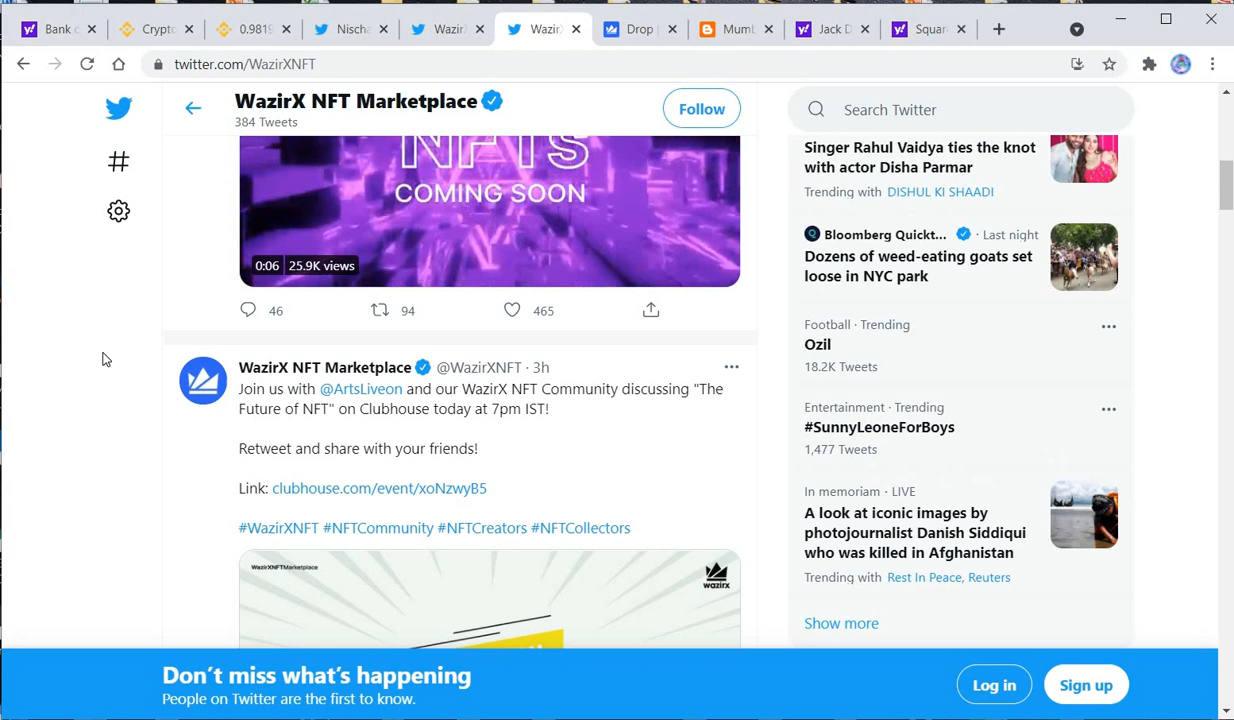 Bank c
Crypto
0.9819
Nischa
WazirX
WazirX
Drop
Mumb
Jack D
Square
twitter.com/WazirXNFT
WazirX NFT Marketplace
384 Tweets
Follow
Search Twitter
NFTS
COMING SOON
0:06 25.9K views
46 94 465
WazirX NFT Marketplace @WazirXNFT · 3h
Join us with @ArtsLiveon and our WazirX NFT Community discussing "The
Future of NFT" on Clubhouse today at 7pm IST!
Retweet and share with your friends!
Link: clubhouse.com/event/xoNzwyB5
#WazirXNFT #NFTCommunity #NFTCreators #NFTCollectors
WazirXNFTMarketplace
wazirx
Singer Rahul Vaidya ties the knot
with actor Disha Parmar
Trending with DISHUL KI SHAADI
Bloomberg Quickt... · Last night
Dozens of weed-eating goats set
loose in NYC park
Football · Trending
Ozil
18.2K Tweets
Entertainment · Trending
#SunnyLeoneForBoys
1,477 Tweets
In memoriam · LIVE
A look at iconic images by
photojournalist Danish Siddiqui
who was killed in Afghanistan
Trending with Rest In Peace, Reuters
Show more
Don't miss what's happening
People on Twitter are the first to know.
Log in
Sign up